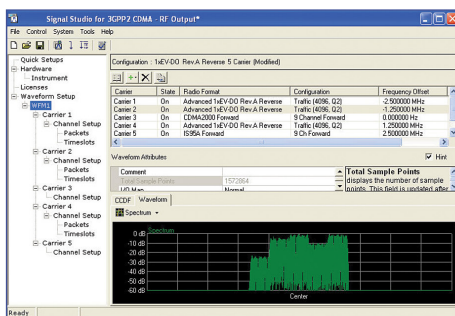 Signal Studio for 3GPP2 CDMA - RF Output*
File Control System Tools Help
Quick Setups
Hardware
Instrument
Licenses
Waveform Setup
WFM1
Carrier 1
Channel Setup
Packets
Timeslots
Carrier 2
Channel Setup
Packets
Timeslots
Carrier 3
Channel Setup
Carrier 4
Channel Setup
Packets
Timeslots
Carrier 5
Channel Setup
Configuration : 1xEV-DO Rev.A Reverse 5 Carrier (Modified)
Carrier State Radio Format Configuration Frequency Offset
Carrier 1 On Advanced 1xEV-DO Rev.A Reverse Traffic (4096, Q2) -2.500000 MHz
Carrier 2 On Advanced 1xEV-DO Rev.A Reverse Traffic (4096, Q2) -1.250000 MHz
Carrier 3 On CDMA2000 Forward 9 Channel Forward 0.000000 Hz
Carrier 4 On Advanced 1xEV-DO Rev.A Reverse Traffic (4096, Q2) 1.250000 MHz
Carrier 5 On IS95A Forward 9 Ch Forward 2.500000 MHz
Waveform Attributes
Hint
Comment
Total Sample Points 1572864
I/Q Map Normal
Total Sample Points
displays the number of sample
points. This field is updated after
CCDF Waveform
Spectrum
Spectrum
0 dB
-10 dB
-20 dB
-30 dB
-40 dB
-50 dB
-60 dB
Center
Ready